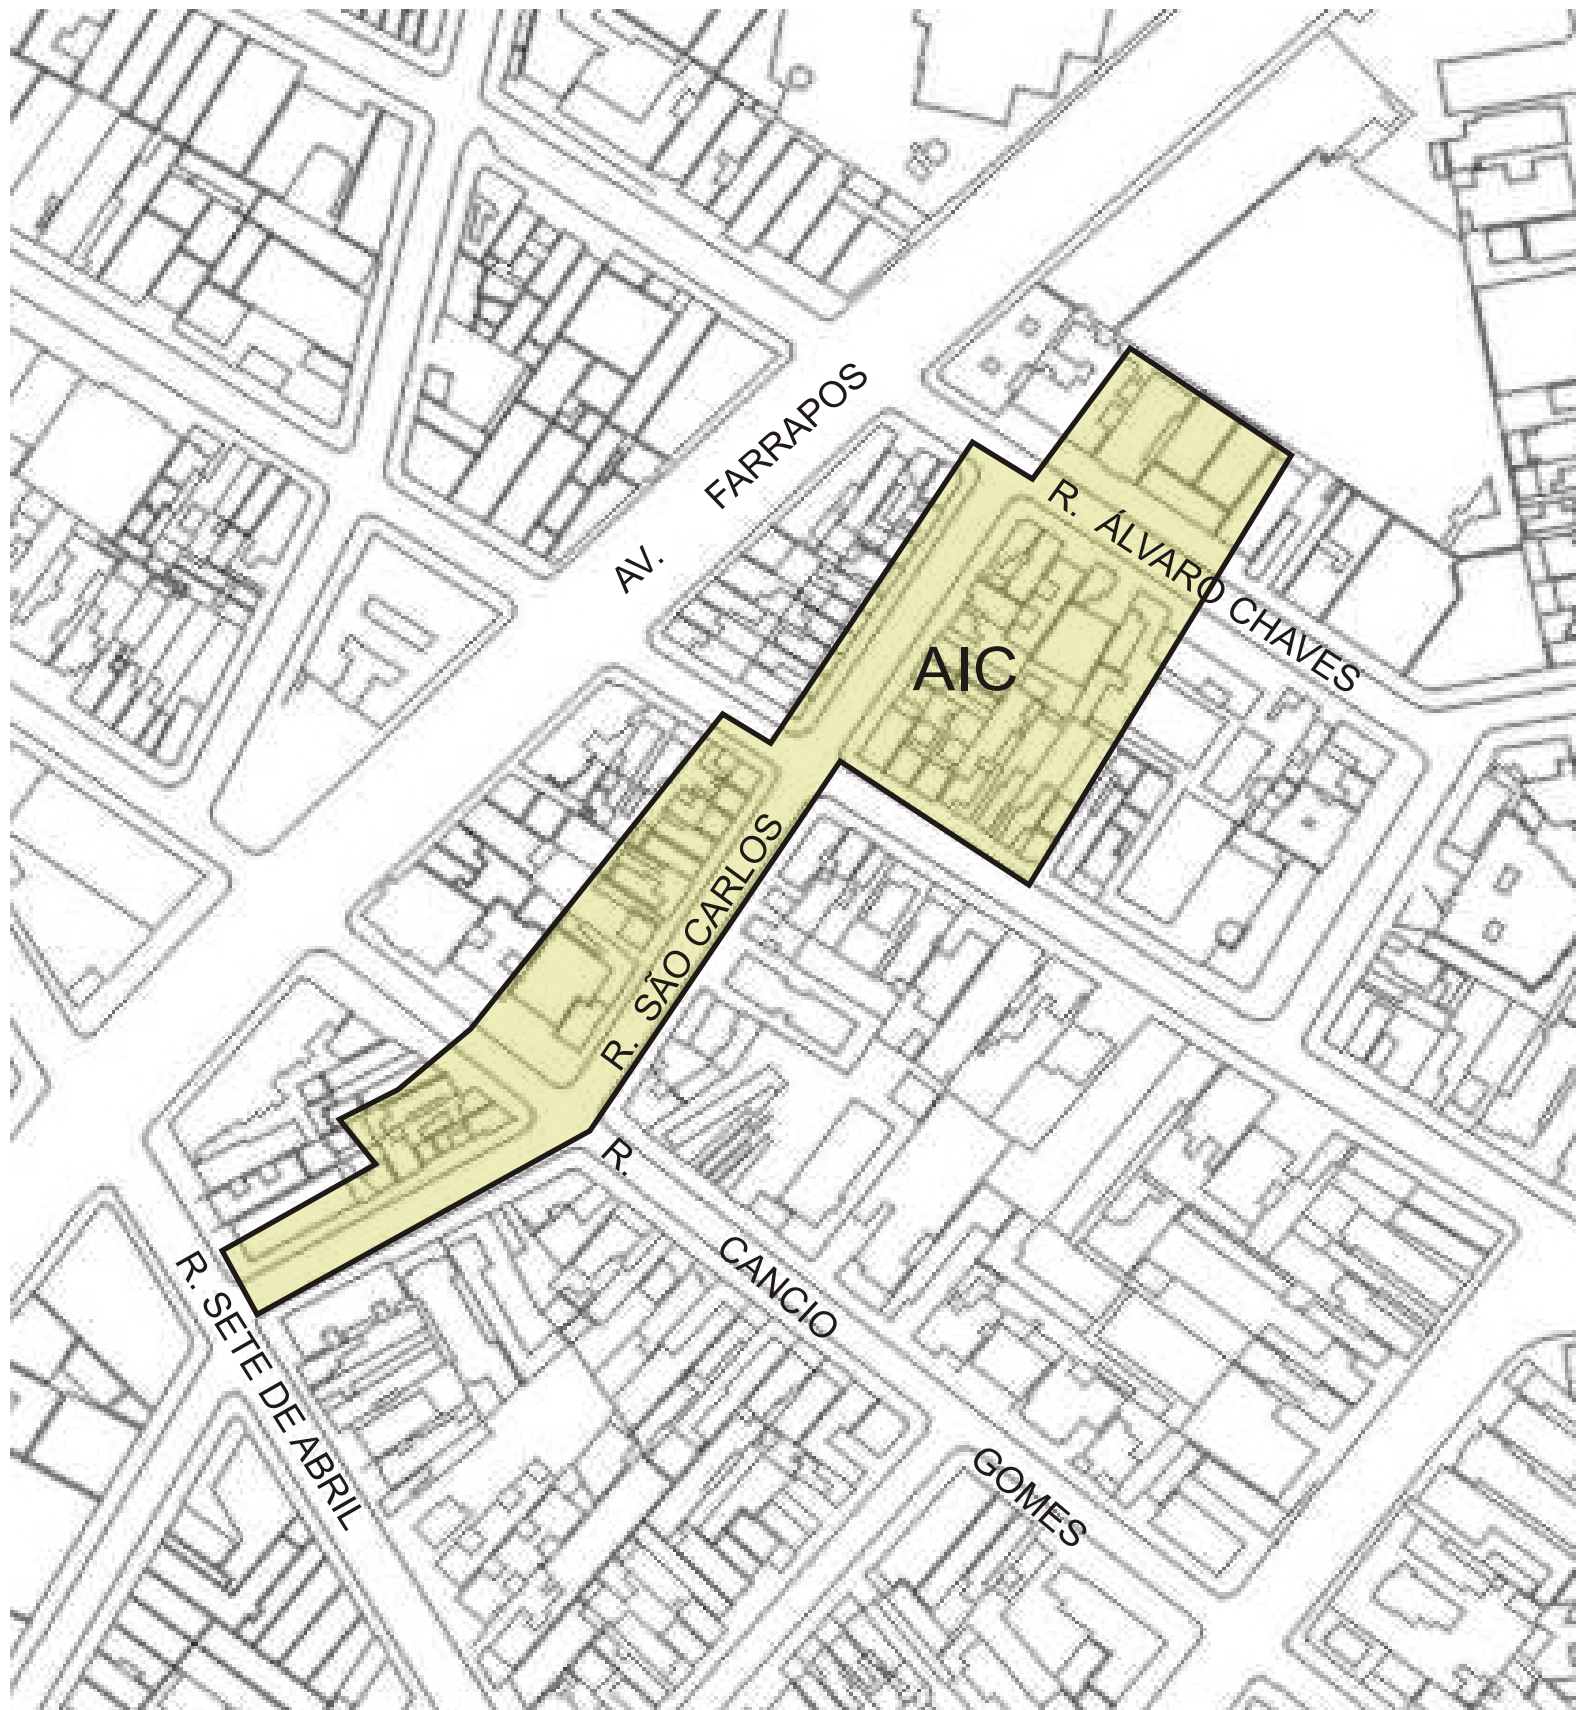 AV. FARRAPOS
R. ÁLVARO CHAVES
AIC
R. SÃO CARLOS
R. CANCIO GOMES
R. SETE DE ABRIL